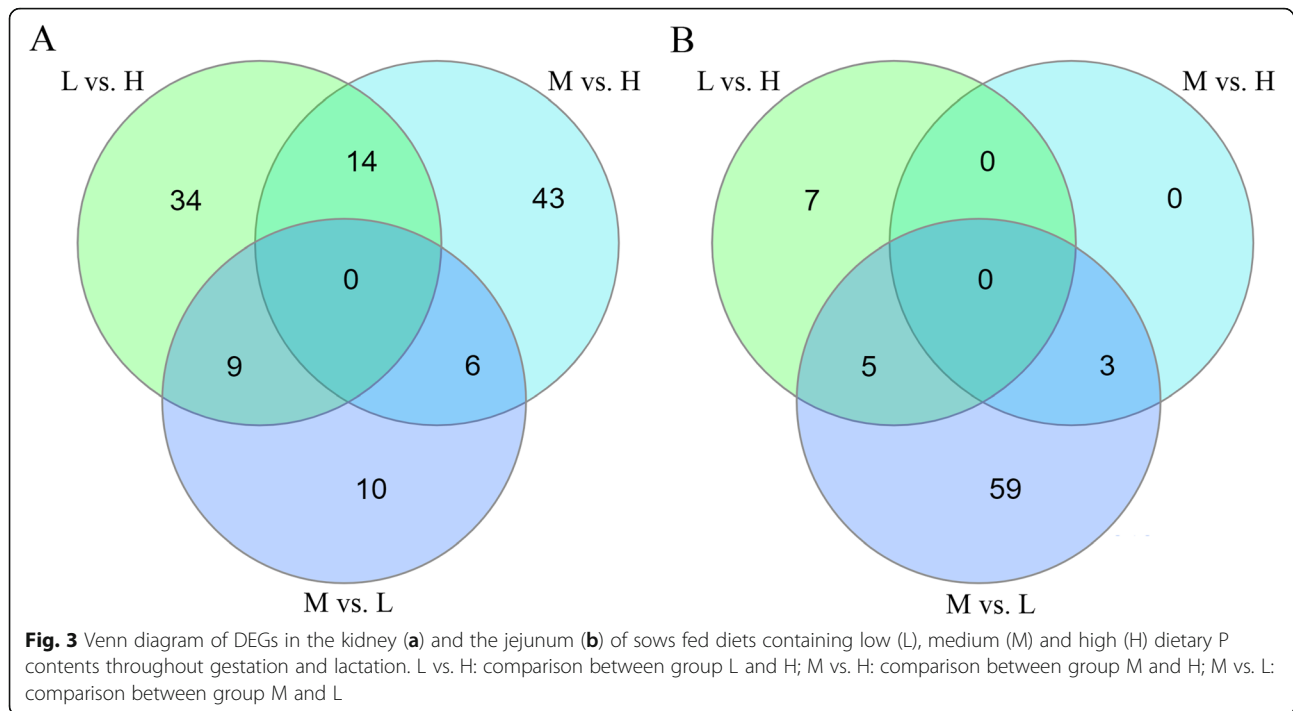 A
B
L vs. H
M vs. H
L vs. H
M vs. H
14
34
43
0
9
6
10
M vs. L
0
7
0
0
5
3
59
M vs. L
Fig. 3 Venn diagram of DEGs in the kidney (a) and the jejunum (b) of sows fed diets containing low (L), medium (M) and high (H) dietary P
contents throughout gestation and lactation. L vs. H: comparison between group L and H; M vs. H: comparison between group M and H; M vs. L:
comparison between group M and L